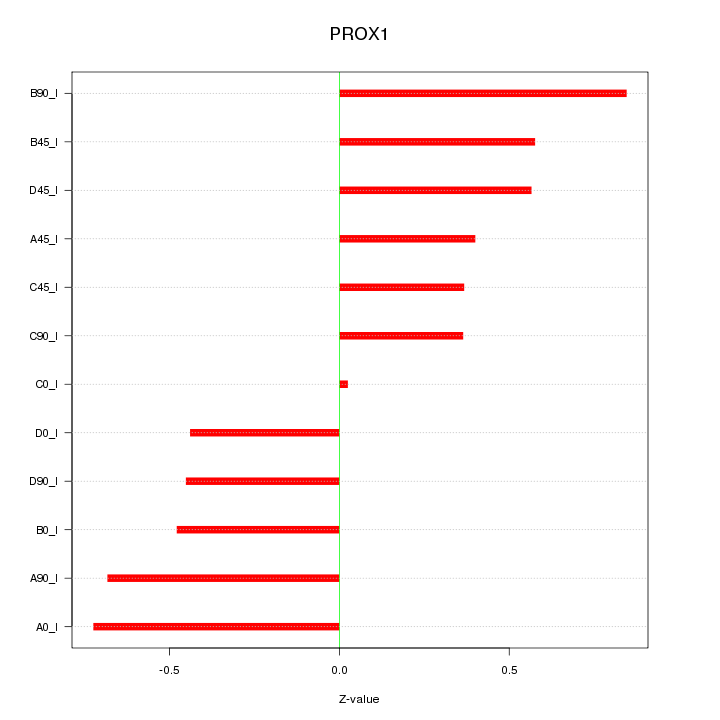 PROX1
B90_I
B45_I
D45_I
A45_I
C45_I
C90_I
C0_I
D0_I
D90_I
B0_I
A90_I
A0_I
-0.5 0.0 0.5
Z-value